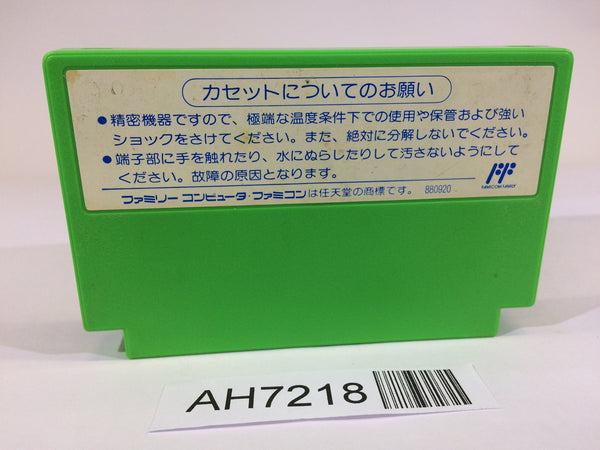 カセットについてのお願い
●精密機器ですので、極端な温度条件下での使用や保管および強い
ショックをさけてください。また、絶対に分解しないでください。
●端子部に手を触れたり、水にぬらしたりして汚さないようにして
ください。故障の原因となります。
FF
FAMICOM FAMILY
ファミリー コンピュータ・ファミコンは任天堂の商標です。 880920
AH7218